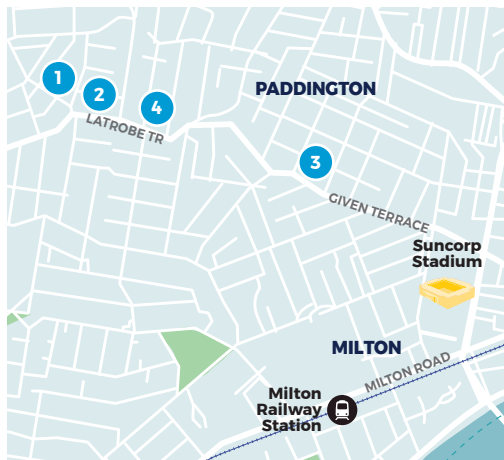 1
2
4
PADDINGTON
LATROBE TR
3
GIVEN TERRACE
Suncorp
Stadium
MILTON
MILTON ROAD
Milton
Railway
Station